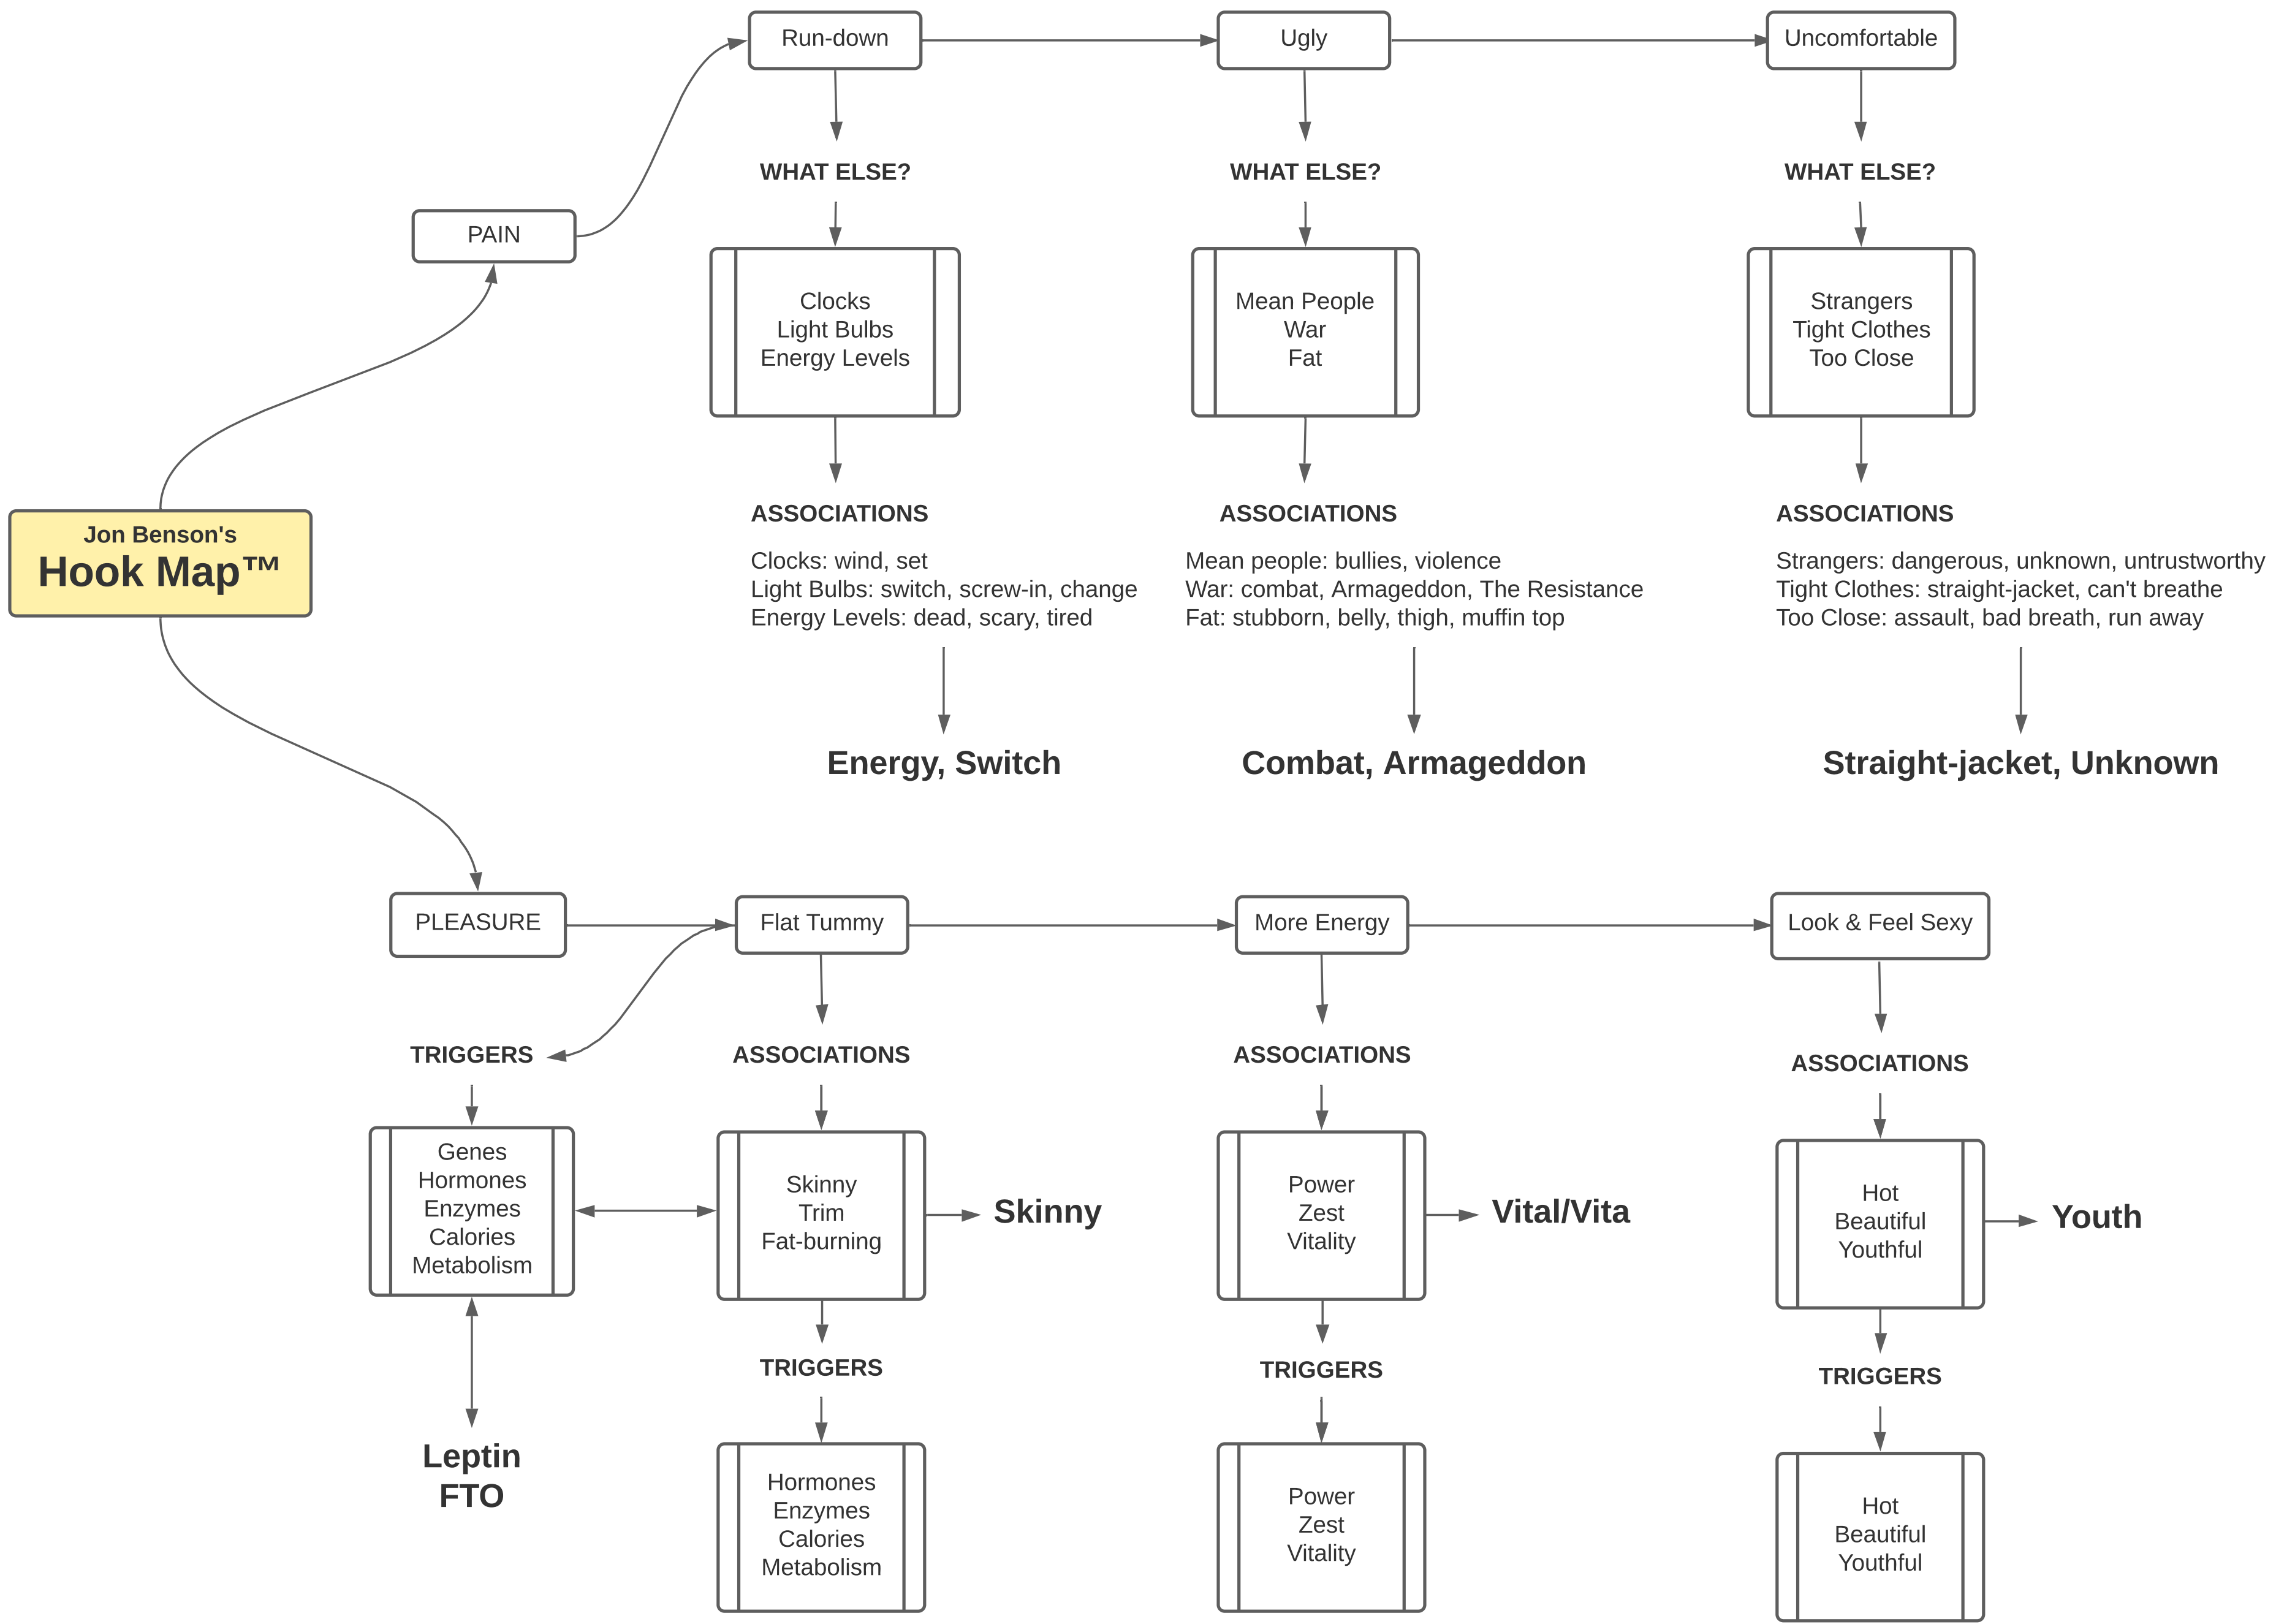 Run-down
Ugly
Uncomfortable
WHAT ELSE?
WHAT ELSE?
WHAT ELSE?
PAIN
Clocks
Light Bulbs
Energy Levels
Mean People
War
Fat
Strangers
Tight Clothes
Too Close
Jon Benson's
Hook Map™
ASSOCIATIONS
Clocks: wind, set
Light Bulbs: switch, screw-in, change
Energy Levels: dead, scary, tired
ASSOCIATIONS
Mean people: bullies, violence
War: combat, Armageddon, The Resistance
Fat: stubborn, belly, thigh, muffin top
ASSOCIATIONS
Strangers: dangerous, unknown, untrustworthy
Tight Clothes: straight-jacket, can't breathe
Too Close: assault, bad breath, run away
Energy, Switch
Combat, Armageddon
Straight-jacket, Unknown
PLEASURE
Flat Tummy
More Energy
Look & Feel Sexy
TRIGGERS
ASSOCIATIONS
ASSOCIATIONS
ASSOCIATIONS
Genes
Hormones
Enzymes
Calories
Metabolism
Skinny
Trim
Fat-burning
Skinny
Power
Zest
Vitality
Vital/Vita
Hot
Beautiful
Youthful
Youth
TRIGGERS
TRIGGERS
TRIGGERS
Leptin
FTO
Hormones
Enzymes
Calories
Metabolism
Power
Zest
Vitality
Hot
Beautiful
Youthful